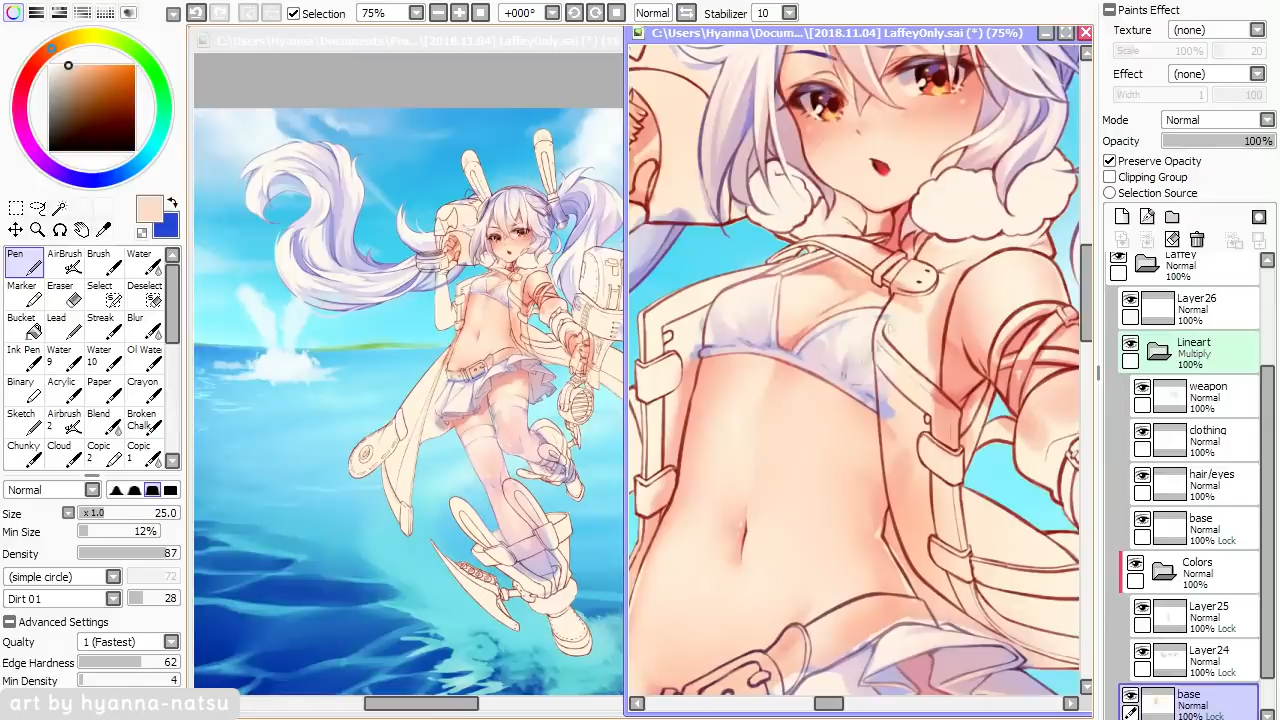 Selection
75%
+000°
Normal
Stabilizer
10
C:\Users\Hyanna\Docum...\[2018.11.04] LaffeyOnly.sai (*) (75%)
Paints Effect
Texture
(none)
Scale
100%
20
Effect
(none)
Width
1
100
Mode
Normal
Opacity
100%
Preserve Opacity
Clipping Group
Selection Source
Laffey
100%
Layer26
100%
Lineart
Multiply
100%
weapon
Normal
100%
clothing
Normal
100%
hair/eyes
Normal
100%
base
Normal
100% Lock
Colors
Normal
100%
Layer25
Normal
100% Lock
Layer24
Normal
100% Lock
base
Normal
100% Lock
Pen
AirBrush
Brush
Water
Marker
Eraser
Select
Deselect
Bucket
Lead
Streak
Blur
Ink Pen
Water 9
Water 10
Ol Water
Binary
Acrylic
Paper
Crayon
Sketch
Airbrush 2
Blend
Broken Chalk
Chunky
Cloud
Copic 2
Copic 1
Normal
Size
x 1.0
25.0
Min Size
12%
Density
87
(simple circle)
72
Dirt 01
28
Advanced Settings
Quality
1 (Fastest)
Edge Hardness
62
Min Density
4
art by hyanna-natsu